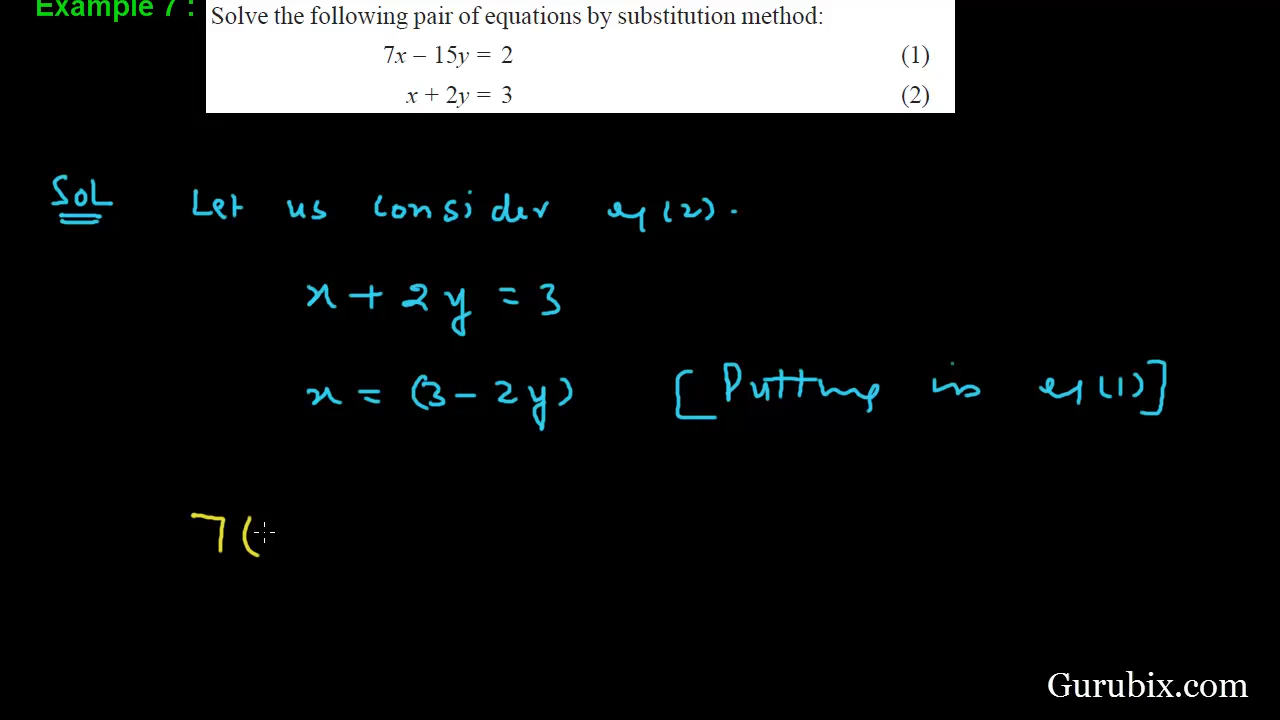 Example 7 :
Solve the following pair of equations by substitution method:
7x – 15y = 2 (1)
x + 2y = 3 (2)
Sol Let us consider eq (2).
x + 2y = 3
x = (3 - 2y) [Putting in eq (1)]
7(
Gurubix.com